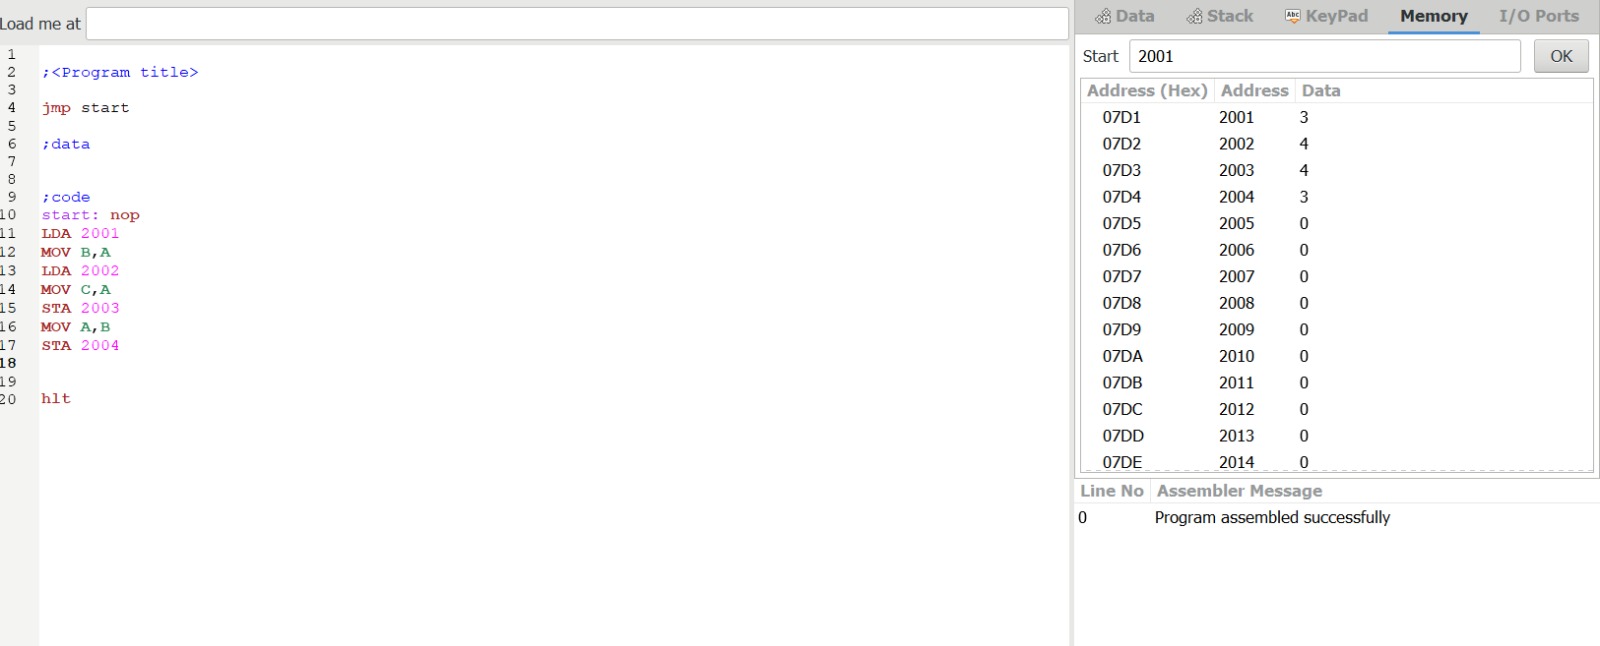 Load me at
1
2 ;<Program title>
3
4 jmp start
5
6 ;data
7
8
9 ;code
10 start: nop
11 LDA 2001
12 MOV B,A
13 LDA 2002
14 MOV C,A
15 STA 2003
16 MOV A,B
17 STA 2004
18
19
20 hlt
Data Stack KeyPad Memory I/O Ports
Start 2001 OK
Address (Hex) Address Data
07D1 2001 3
07D2 2002 4
07D3 2003 4
07D4 2004 3
07D5 2005 0
07D6 2006 0
07D7 2007 0
07D8 2008 0
07D9 2009 0
07DA 2010 0
07DB 2011 0
07DC 2012 0
07DD 2013 0
07DE 2014 0
Line No Assembler Message
0 Program assembled successfully